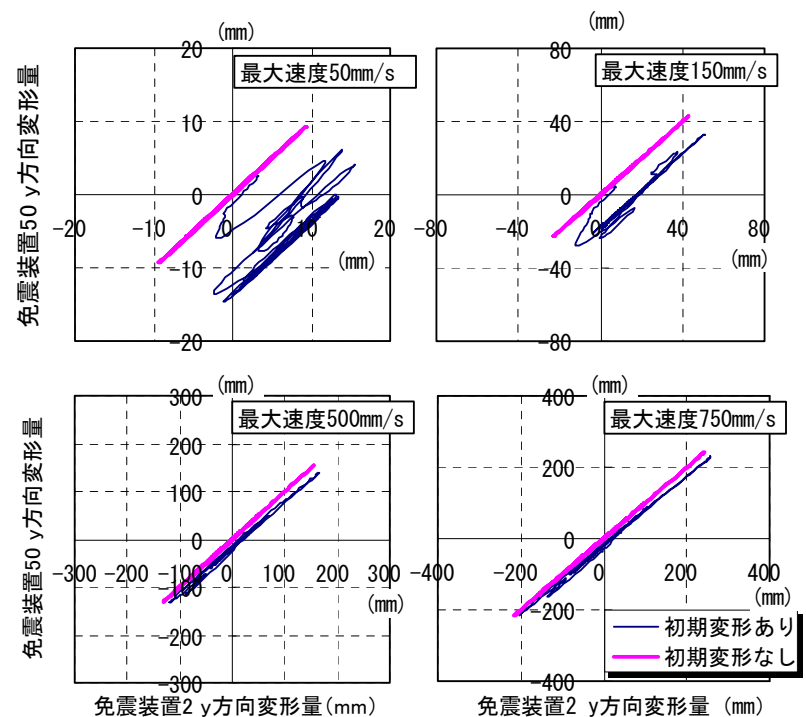 (mm)
(mm)
20
最大速度50mm/s
80
最大速度150mm/s
10
40
0
0
-20
-10
0
10
20
-80
-40
0
40
80
-10
(mm)
-40
(mm)
-20
-80
免震装置50 y方向変形量
(mm)
(mm)
300
最大速度500mm/s
400
最大速度750mm/s
200
200
100
0
0
-300
-200
-100
0
100
200
300
-400
-200
0
200
400
-100
(mm)
-200
(mm)
-200
初期変形あり
初期変形なし
-300
-400
免震装置50 y方向変形量
免震装置2 y方向変形量(mm)
免震装置2 y方向変形量 (mm)